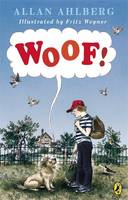 ALLAN AHLBERG
Illustrated by Fritz Wegner
WOOF!